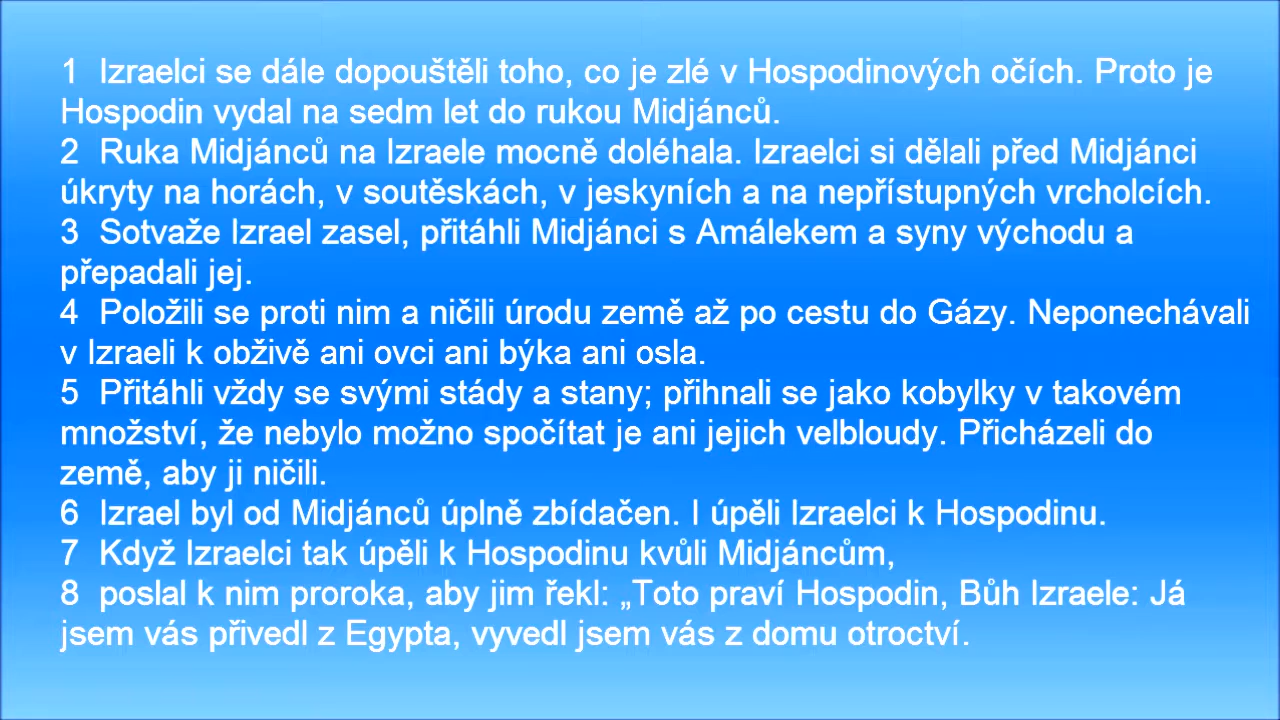 1  Izraelci se dále dopouštěli toho, co je zlé v Hospodinových očích. Proto je
Hospodin vydal na sedm let do rukou Midjánců.
2  Ruka Midjánců na Izraele mocně doléhala. Izraelci si dělali před Midjánci
úkryty na horách, v soutěskách, v jeskyních a na nepřístupných vrcholcích.
3  Sotvaže Izrael zasel, přitáhli Midjánci s Amálekem a syny východu a
přepadali jej.
4  Položili se proti nim a ničili úrodu země až po cestu do Gázy. Neponechávali
v Izraeli k obživě ani ovci ani býka ani osla.
5  Přitáhli vždy se svými stády a stany; přihnali se jako kobylky v takovém
množství, že nebylo možno spočítat je ani jejich velbloudy. Přicházeli do
země, aby ji ničili.
6  Izrael byl od Midjánců úplně zbídačen. I úpěli Izraelci k Hospodinu.
7  Když Izraelci tak úpěli k Hospodinu kvůli Midjáncům,
8  poslal k nim proroka, aby jim řekl: „Toto praví Hospodin, Bůh Izraele: Já
jsem vás přivedl z Egypta, vyvedl jsem vás z domu otroctví.